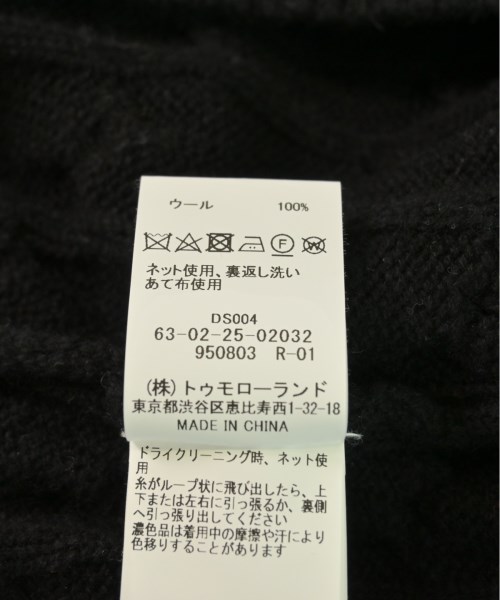 ウール 100%
F W
ネット使用、裏返し洗い
あて布使用
DS004
63-02-25-02032
950803 R-01
(株)トゥモローランド
東京都渋谷区恵比寿西1-32-18
MADE IN CHINA
ドライクリーニング時、ネット使
用
糸がループ状に飛び出したら、上
下または左右に引っ張るか、裏側
へ引っ張り出してください
濃色品は着用中の摩擦や汗により
色移りすることがあります